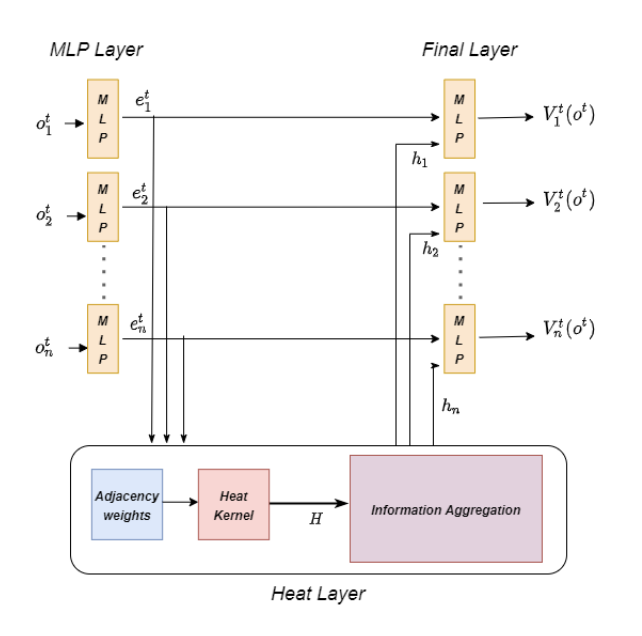 MLP Layer
Final Layer
M
L
P
M
L
P
o_1^t
e_1^t
h_1
V_1^t(o^t)
M
L
P
M
L
P
o_2^t
e_2^t
h_2
V_2^t(o^t)
M
L
P
M
L
P
o_n^t
e_n^t
h_n
V_n^t(o^t)
Adjacency
weights
Heat
Kernel
H
Information Aggregation
Heat Layer